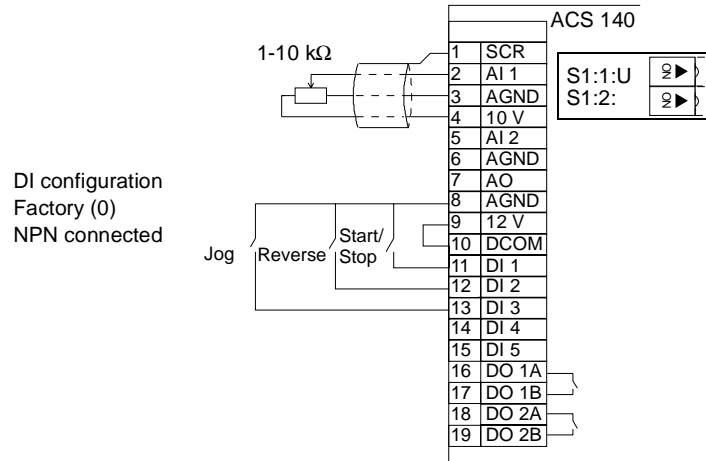 ACS 140
1-10 kΩ
1 SCR
2 AI 1
3 AGND
4 10 V
5 AI 2
6 AGND
7 AO
8 AGND
9 12 V
10 DCOM
11 DI 1
12 DI 2
13 DI 3
14 DI 4
15 DI 5
16 DO 1A
17 DO 1B
18 DO 2A
19 DO 2B
S1:1:U
ON
S1:2:
ON
DI configuration
Factory (0)
NPN connected
Jog
Reverse
Start/
Stop